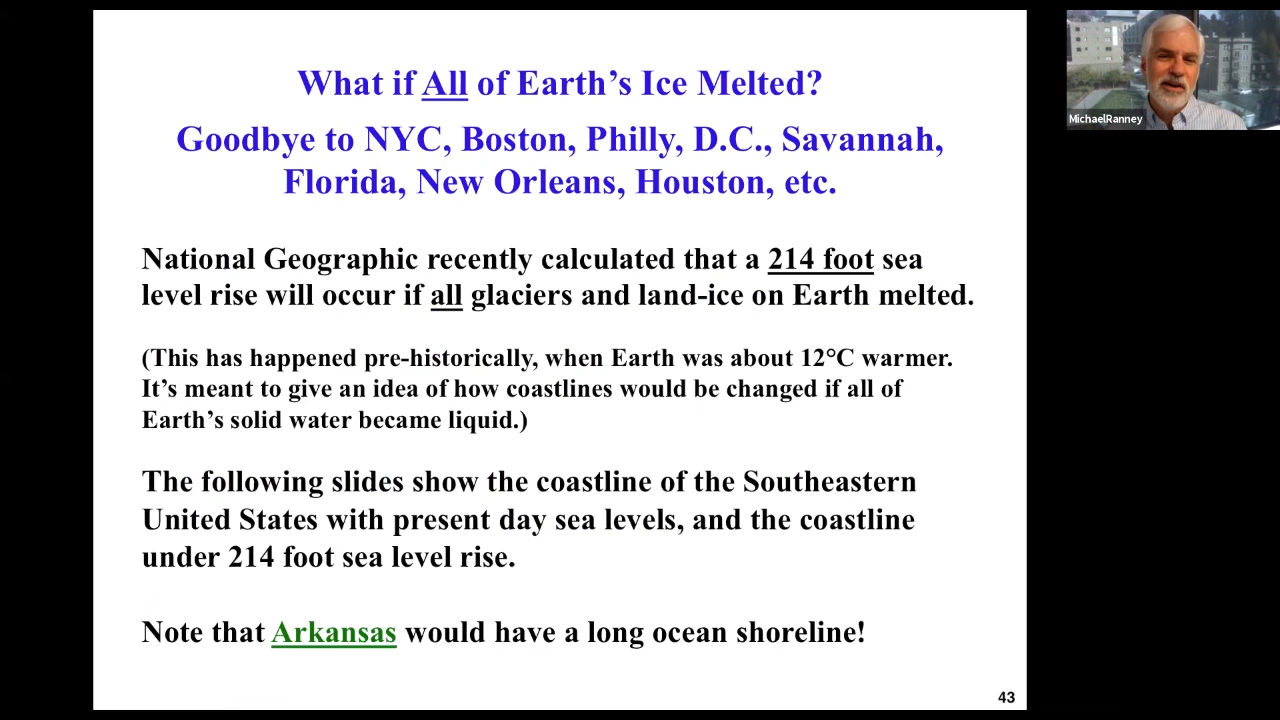 What if All of Earth’s Ice Melted?
Goodbye to NYC, Boston, Philly, D.C., Savannah,
Florida, New Orleans, Houston, etc.
National Geographic recently calculated that a 214 foot sea
level rise will occur if all glaciers and land-ice on Earth melted.
(This has happened pre-historically, when Earth was about 12°C warmer.
It’s meant to give an idea of how coastlines would be changed if all of
Earth’s solid water became liquid.)
The following slides show the coastline of the Southeastern
United States with present day sea levels, and the coastline
under 214 foot sea level rise.
Note that Arkansas would have a long ocean shoreline!
43
MichaelRanney